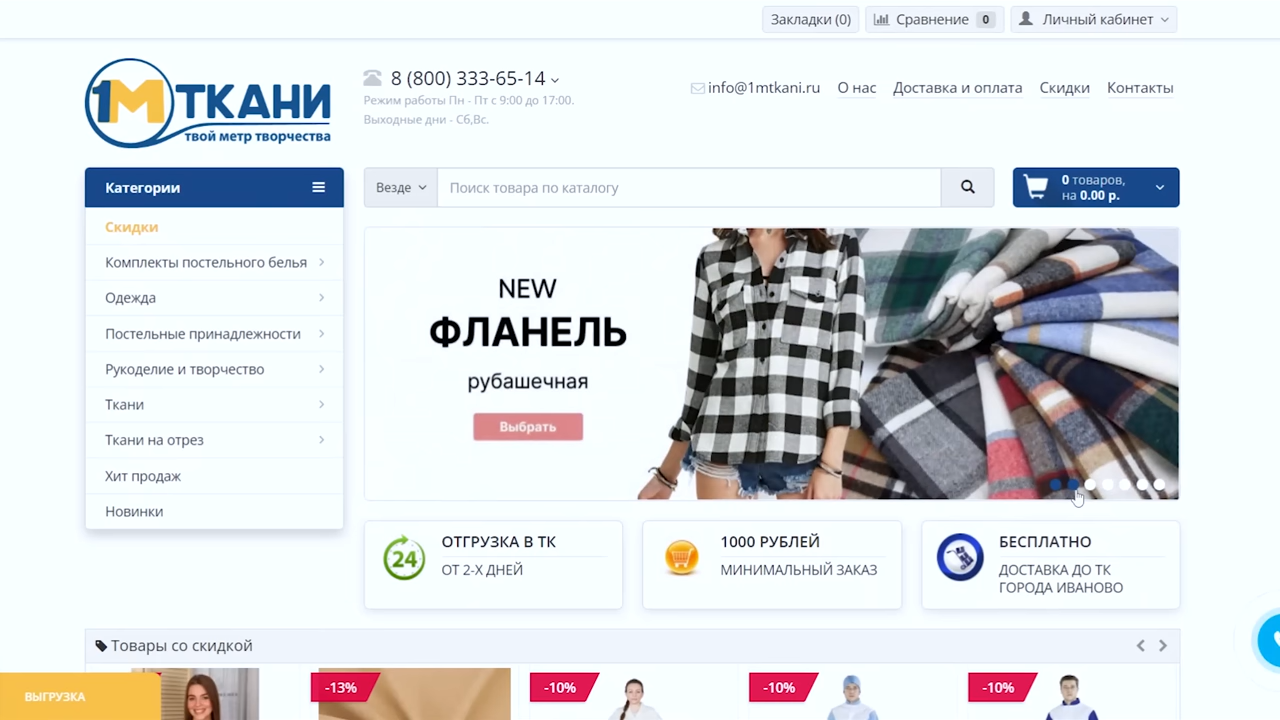 Закладки (0)
Сравнение 0
Личный кабинет
1М ТКАНИ
твой метр творчества
8 (800) 333-65-14
Режим работы Пн - Пт с 9:00 до 17:00.
Выходные дни - Сб,Вс.
info@1mtkani.ru
О нас
Доставка и оплата
Скидки
Контакты
Категории
Везде
Поиск товара по каталогу
0 товаров,
на 0.00 р.
Скидки
Комплекты постельного белья
Одежда
Постельные принадлежности
Рукоделие и творчество
Ткани
Ткани на отрез
Хит продаж
Новинки
NEW
ФЛАНЕЛЬ
рубашечная
Выбрать
24
ОТГРУЗКА В ТК
ОТ 2-Х ДНЕЙ
1000 РУБЛЕЙ
МИНИМАЛЬНЫЙ ЗАКАЗ
БЕСПЛАТНО
ДОСТАВКА ДО ТК
ГОРОДА ИВАНОВО
Товары со скидкой
-13%
-10%
-10%
-10%
ВЫГРУЗКА